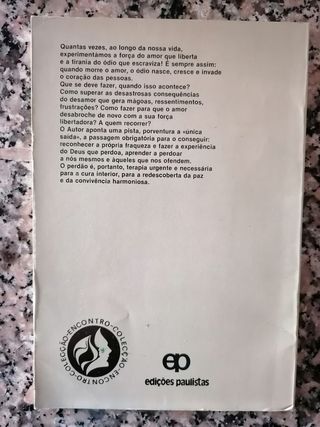 Quantas vezes, ao longo da nossa vida,
experimentámos a força do amor que liberta
e a tirania do ódio que escraviza! É sempre assim:
quando morre o amor, o ódio nasce, cresce e invade
o coração das pessoas.
Que se deve fazer, quando isso acontece?
Como superar as desastrosas consequências
do desamor que gera mágoas, ressentimentos,
frustrações? Como fazer para que o amor
desabroche de novo com a sua força
libertadora? A quem recorrer?
O Autor aponta uma pista, porventura a «única
saída», a passagem obrigatória para o conseguir:
reconhecer a própria fraqueza e fazer a experiência
do Deus que perdoa, aprender a perdoar
a nós mesmos e àqueles que nos ofendem.
O perdão é, portanto, terapia urgente e necessária
para a cura interior, para a redescoberta da paz
e da convivência harmoniosa.
COLECÇÃO-ENCONTRO-COLECÇÃO-ENCONTRO-
ep
edições paulistas